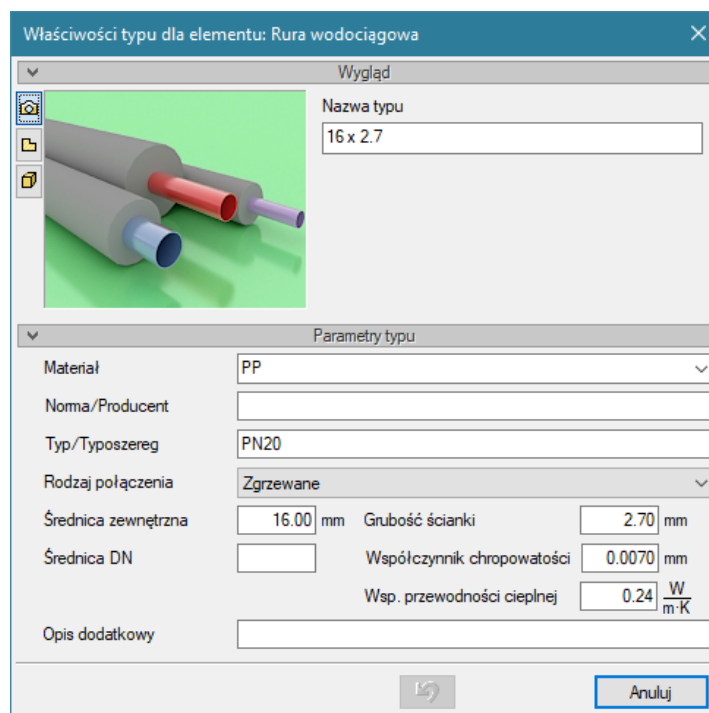 Właściwości typu dla elementu: Rura wodociągowa
Wygląd
Nazwa typu
16 x 2.7
Parametry typu
Materiał PP
Norma/Producent
Typ/Typoszereg PN20
Rodzaj połączenia Zgrzewane
Średnica zewnętrzna 16.00 mm Grubość ścianki 2.70 mm
Średnica DN Współczynnik chropowatości 0.0070 mm
Wsp. przewodności cieplnej 0.24 W/m·K
Opis dodatkowy
Anuluj